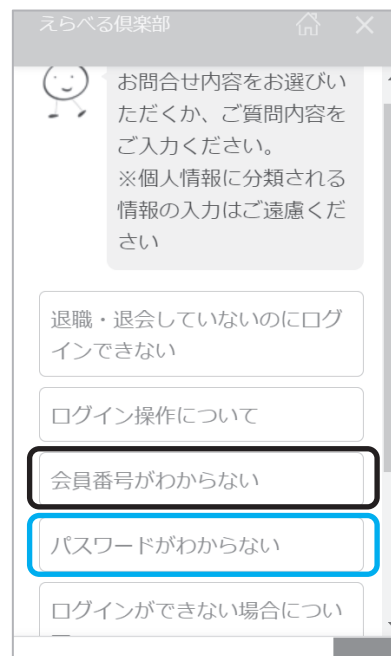 えらべる倶楽部
お問合せ内容をお選びい
ただくか、ご質問内容を
ご入力ください。
※個人情報に分類される
情報の入力はご遠慮くだ
さい
退職・退会していないのにログ
インできない
ログイン操作について
会員番号がわからない
パスワードがわからない
ログインができない場合につい